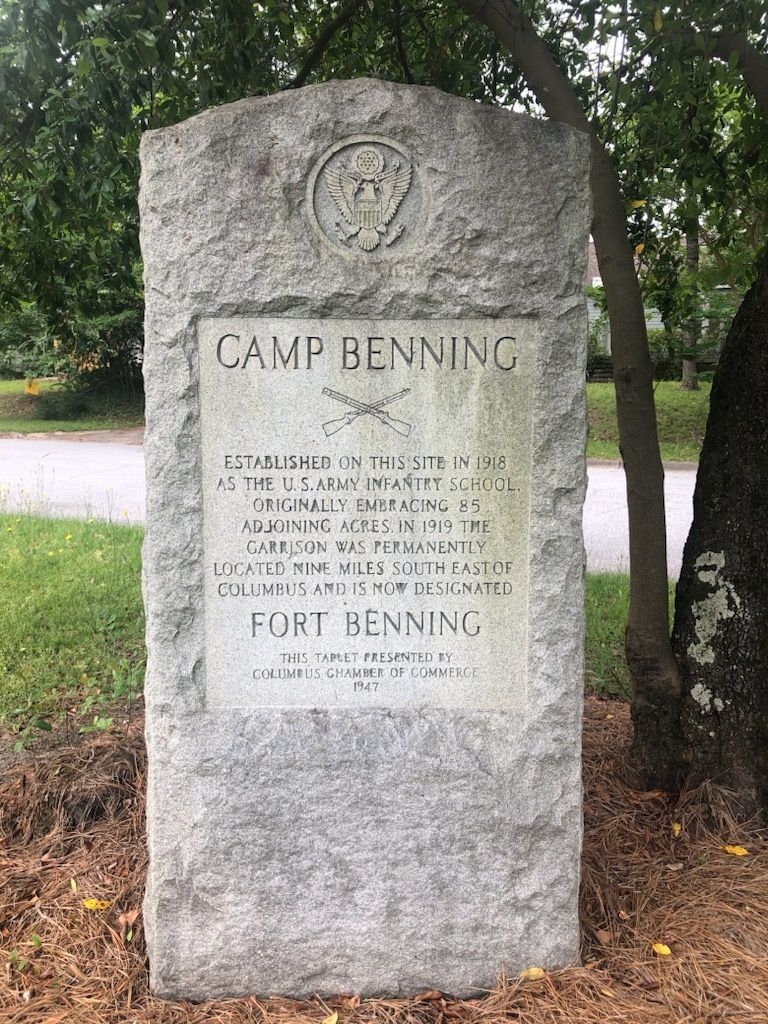 CAMP BENNING
ESTABLISHED ON THIS SITE IN 1918
AS THE U.S. ARMY INFANTRY SCHOOL.
ORIGINALLY EMBRACING 85
ADJOINING ACRES. IN 1919 THE
GARRISON WAS PERMANENTLY
LOCATED NINE MILES SOUTH EAST OF
COLUMBUS AND IS NOW DESIGNATED
FORT BENNING
THIS TABLET PRESENTED BY
COLUMBUS CHAMBER OF COMMERCE
1947